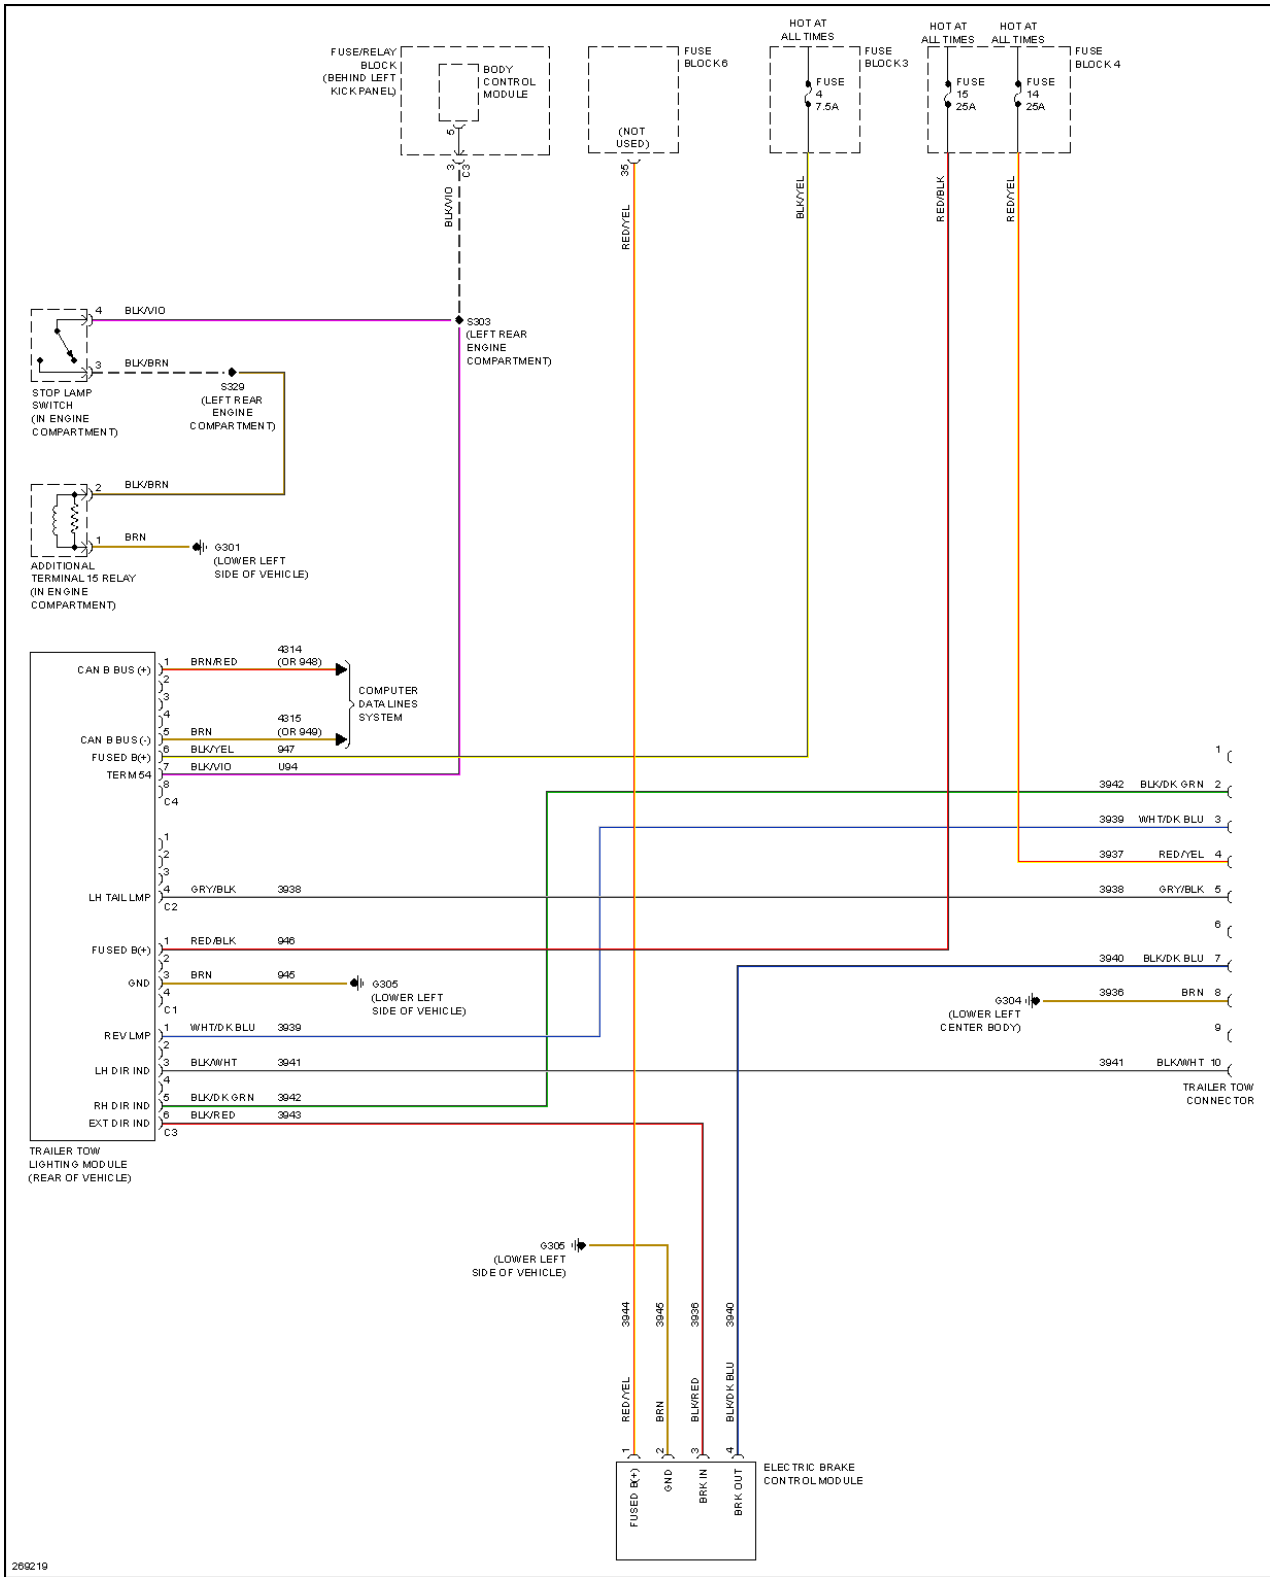 HOT AT
ALL TIMES
HOT AT
ALL TIMES
HOT AT
ALL TIMES
FUSE/RELAY
BLOCK
(BEHIND LEFT
KICK PANEL)
BODY
CONTROL
MODULE
5
3
C3
BLK/VIO
FUSE
BLOCK 6
(NOT
USED)
35
RED/YEL
FUSE
BLOCK 3
FUSE
4
7.5A
BLK/YEL
FUSE
BLOCK 4
FUSE
15
25A
FUSE
14
25A
RED/BLK
RED/YEL
4
BLK/VIO
3
BLK/BRN
STOP LAMP
SWITCH
(IN ENGINE
COMPARTMENT)
S329
(LEFT REAR
ENGINE
COMPARTMENT)
S303
(LEFT REAR
ENGINE
COMPARTMENT)
2
BLK/BRN
1
BRN
G301
(LOWER LEFT
SIDE OF VEHICLE)
ADDITIONAL
TERMINAL 15 RELAY
(IN ENGINE
COMPARTMENT)
CAN B BUS (+)
1
BRN/RED
4314
(OR 948)
2
3
4
CAN B BUS (-)
5
BRN
4315
(OR 949)
COMPUTER
DATA LINES
SYSTEM
FUSED B(+)
6
BLK/YEL
947
TERM 54
7
BLK/VIO
U94
8
C4
1
2
3
LH TAIL LMP
4
GRY/BLK
3938
C2
FUSED B(+)
1
RED/BLK
946
2
GND
3
BRN
945
G305
(LOWER LEFT
SIDE OF VEHICLE)
4
C1
REV LMP
1
WHT/DK BLU
3939
2
LH DIR IND
3
BLK/WHT
3941
4
RH DIR IND
5
BLK/DK GRN
3942
EXT DIR IND
6
BLK/RED
3943
C3
TRAILER TOW
LIGHTING MODULE
(REAR OF VEHICLE)
1
3942 BLK/DK GRN 2
3939 WHT/DK BLU 3
3937 RED/YEL 4
3938 GRY/BLK 5
6
3940 BLK/DK BLU 7
G304
(LOWER LEFT
CENTER BODY)
3936 BRN 8
9
3941 BLK/WHT 10
TRAILER TOW
CONNECTOR
G305
(LOWER LEFT
SIDE OF VEHICLE)
3944
3945
3936
3940
RED/YEL
BRN
BLK/RED
BLK/DK BLU
1
2
3
4
FUSED B(+)
GND
BRK IN
BRK OUT
ELECTRIC BRAKE
CONTROL MODULE
269219